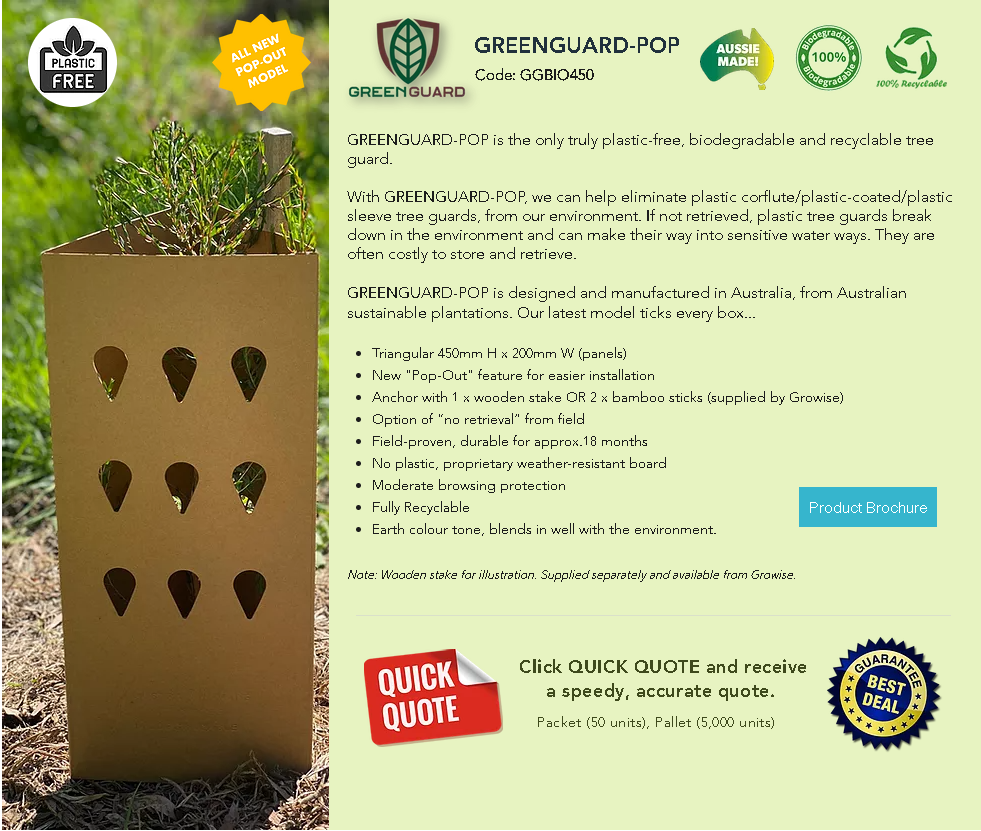 PLASTIC
FREE
ALL NEW
POP-OUT
MODEL
GREENGUARD
GREENGUARD-POP
Code: GGBIO450
AUSSIE
MADE!
Biodegradable
100%
Biodegradable
100% Recyclable
GREENGUARD-POP is the only truly plastic-free, biodegradable and recyclable tree
guard.
With GREENGUARD-POP, we can help eliminate plastic corflute/plastic-coated/plastic
sleeve tree guards, from our environment. If not retrieved, plastic tree guards break
down in the environment and can make their way into sensitive water ways. They are
often costly to store and retrieve.
GREENGUARD-POP is designed and manufactured in Australia, from Australian
sustainable plantations. Our latest model ticks every box...
• Triangular 450mm H x 200mm W (panels)
• New "Pop-Out" feature for easier installation
• Anchor with 1 x wooden stake OR 2 x bamboo sticks (supplied by Growise)
• Option of “no retrieval” from field
• Field-proven, durable for approx.18 months
• No plastic, proprietary weather-resistant board
• Moderate browsing protection
• Fully Recyclable
• Earth colour tone, blends in well with the environment.
Product Brochure
Note: Wooden stake for illustration. Supplied separately and available from Growise.
QUICK
QUOTE
Click QUICK QUOTE and receive
a speedy, accurate quote.
Packet (50 units), Pallet (5,000 units)
GUARANTEE
BEST
DEAL